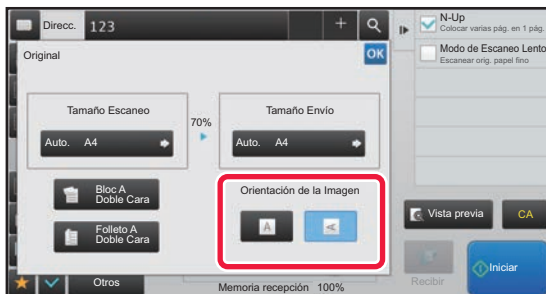 Direcc. 123
Original
OK
Tamaño Escaneo
Auto. A4
70%
Tamaño Envío
Auto. A4
Bloc A
Doble Cara
Folleto A
Doble Cara
Orientación de la Imagen
A
A
Otros
Memoria recepción 100%
N-Up
Colocar varias pág. en 1 pág.
Modo de Escaneo Lento
Escanear orig. papel fino
Vista previa
CA
Recibir
Iniciar